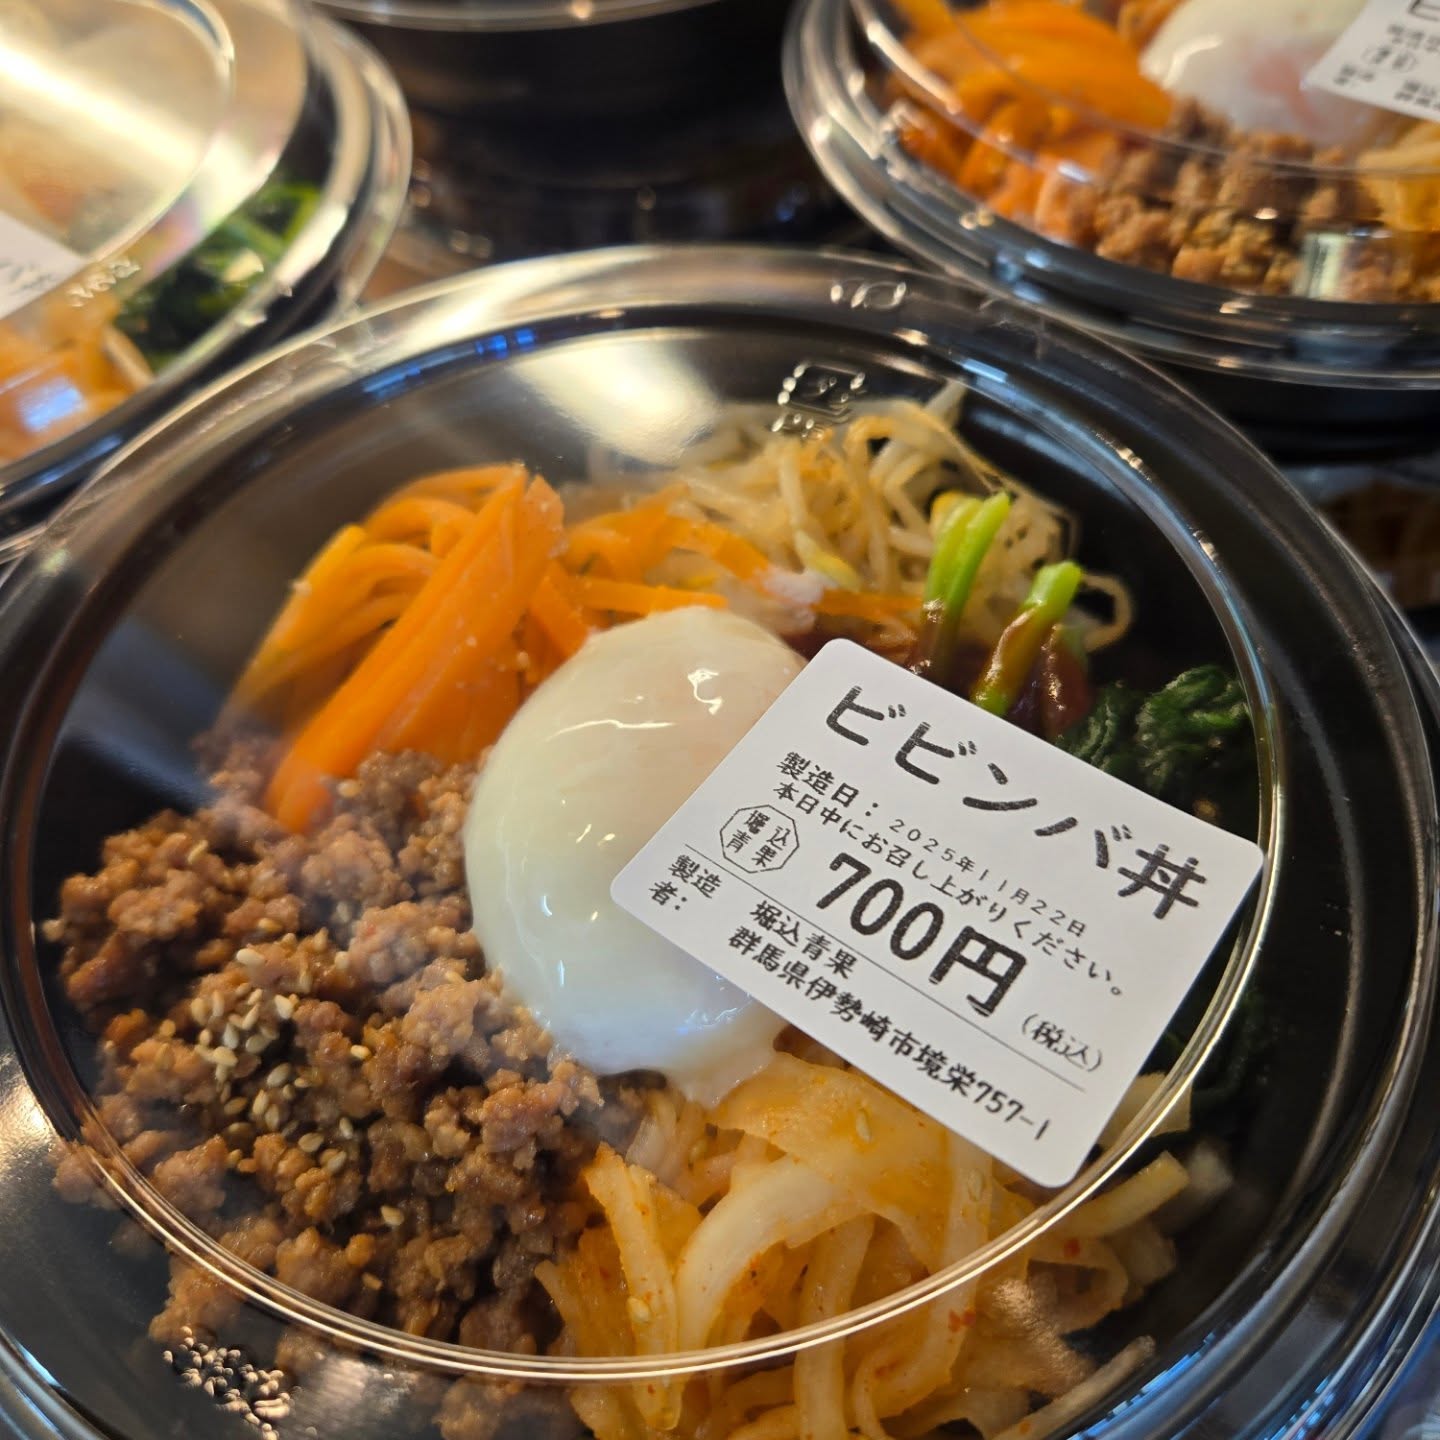 ビビンバ丼
製造日：2025年11月22日
本日中にお召し上がりください。
堀込
青果
700円 (税込)
製造者：
堀込青果
群馬県伊勢崎市境栄757-1